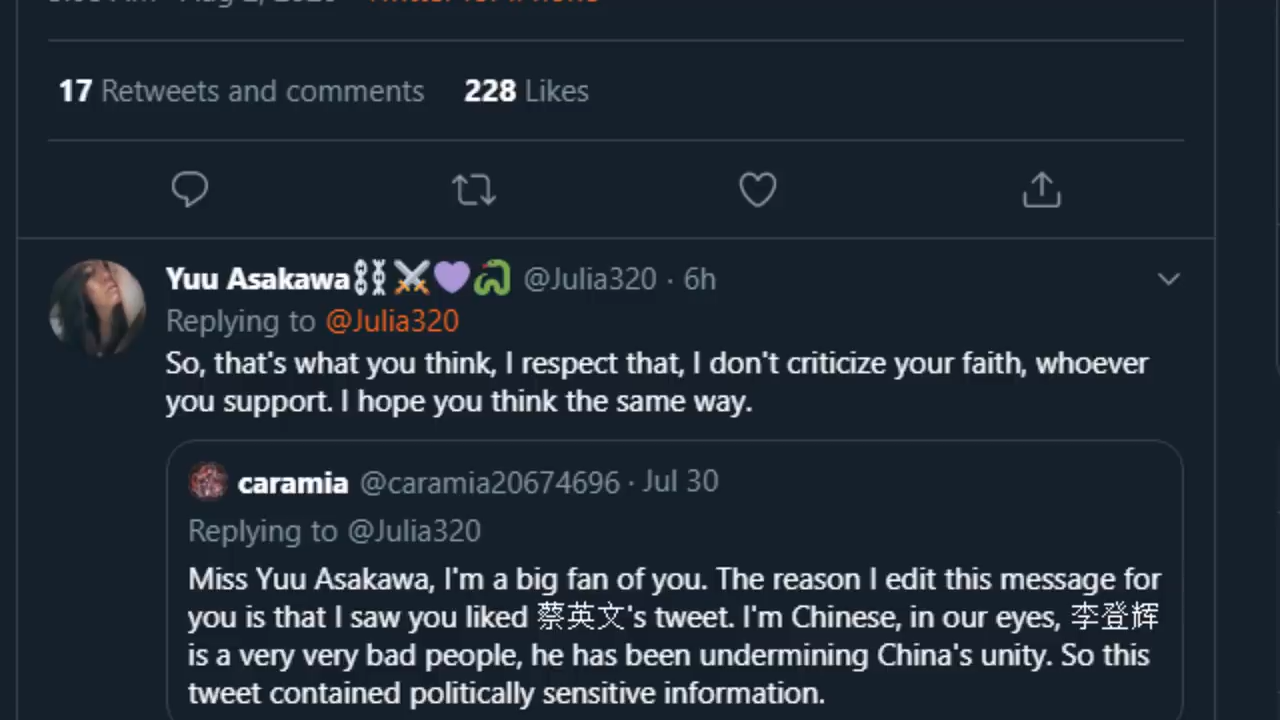 17 Retweets and comments 228 Likes
Yuu Asakawa⛓⚔💜🐍 @Julia320 · 6h
Replying to @Julia320
So, that's what you think, I respect that, I don't criticize your faith, whoever
you support. I hope you think the same way.
caramia @caramia20674696 · Jul 30
Replying to @Julia320
Miss Yuu Asakawa, I'm a big fan of you. The reason I edit this message for
you is that I saw you liked 蔡英文's tweet. I'm Chinese, in our eyes, 李登辉
is a very very bad people, he has been undermining China's unity. So this
tweet contained politically sensitive information.